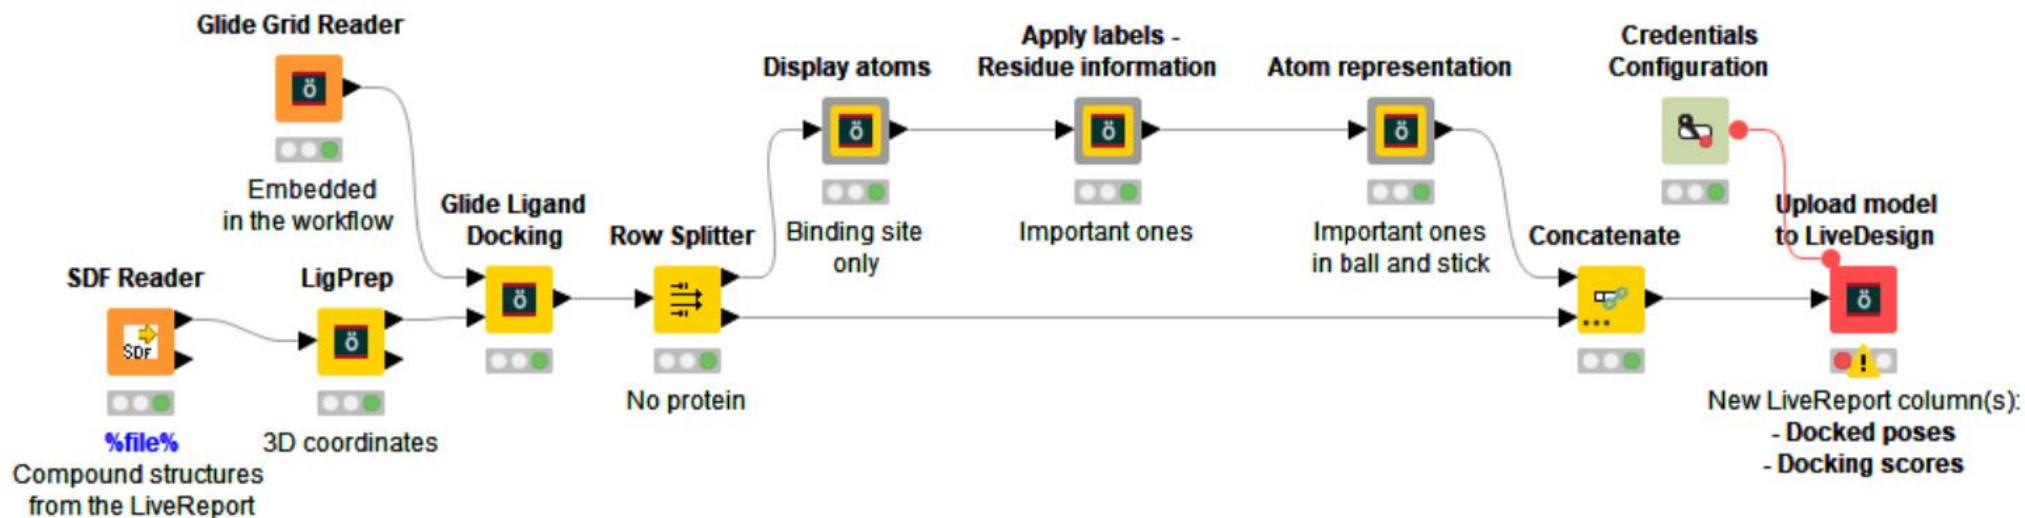 Glide Grid Reader
Embedded
in the workflow
SDF Reader
SDF
%file%
Compound structures
from the LiveReport
LigPrep
ö
3D coordinates
Glide Ligand
Docking
ö
Row Splitter
No protein
Display atoms
ö
Binding site
only
Apply labels -
Residue information
ö
Important ones
Atom representation
ö
Important ones
in ball and stick
Concatenate
Credentials
Configuration
Upload model
to LiveDesign
ö
New LiveReport column(s):
- Docked poses
- Docking scores